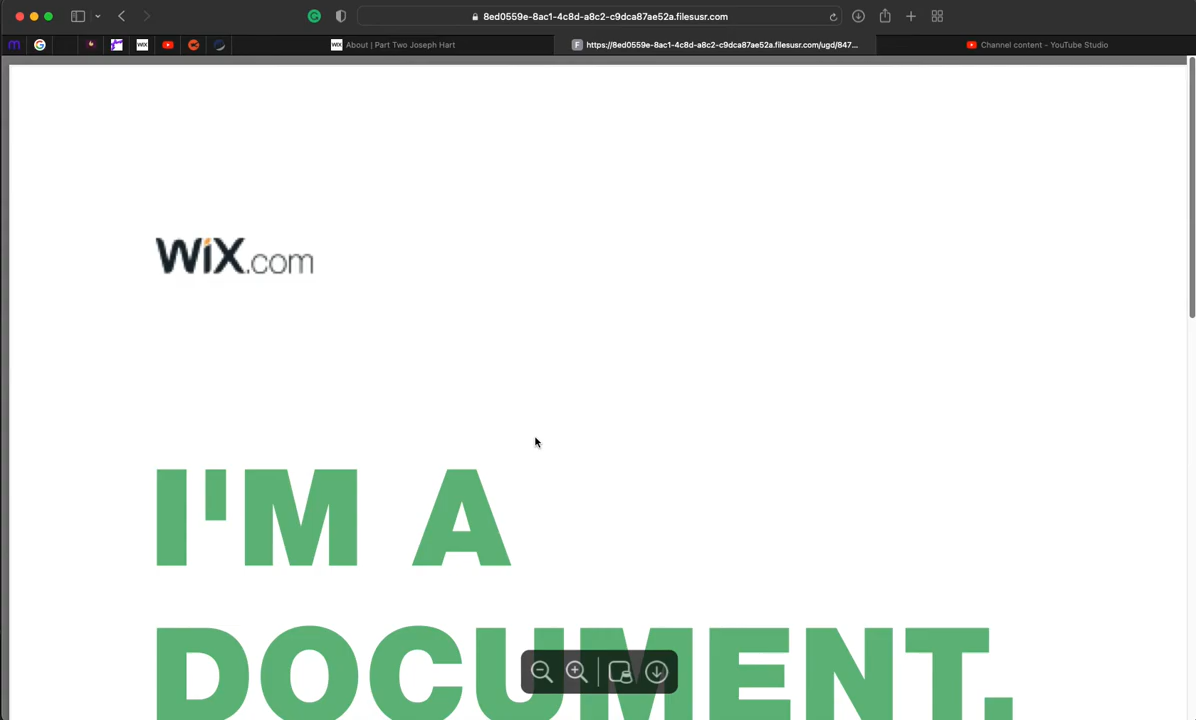 8ed0559e-8ac1-4c8d-a8c2-c9dca87ae52a.filesusr.com
WiX About | Part Two Joseph Hart
F https://8ed0559e-8ac1-4c8d-a8c2-c9dca87ae52a.filesusr.com/ugd/847...
Channel content - YouTube Studio
WiX.com
I'M A
DOCUMENT.